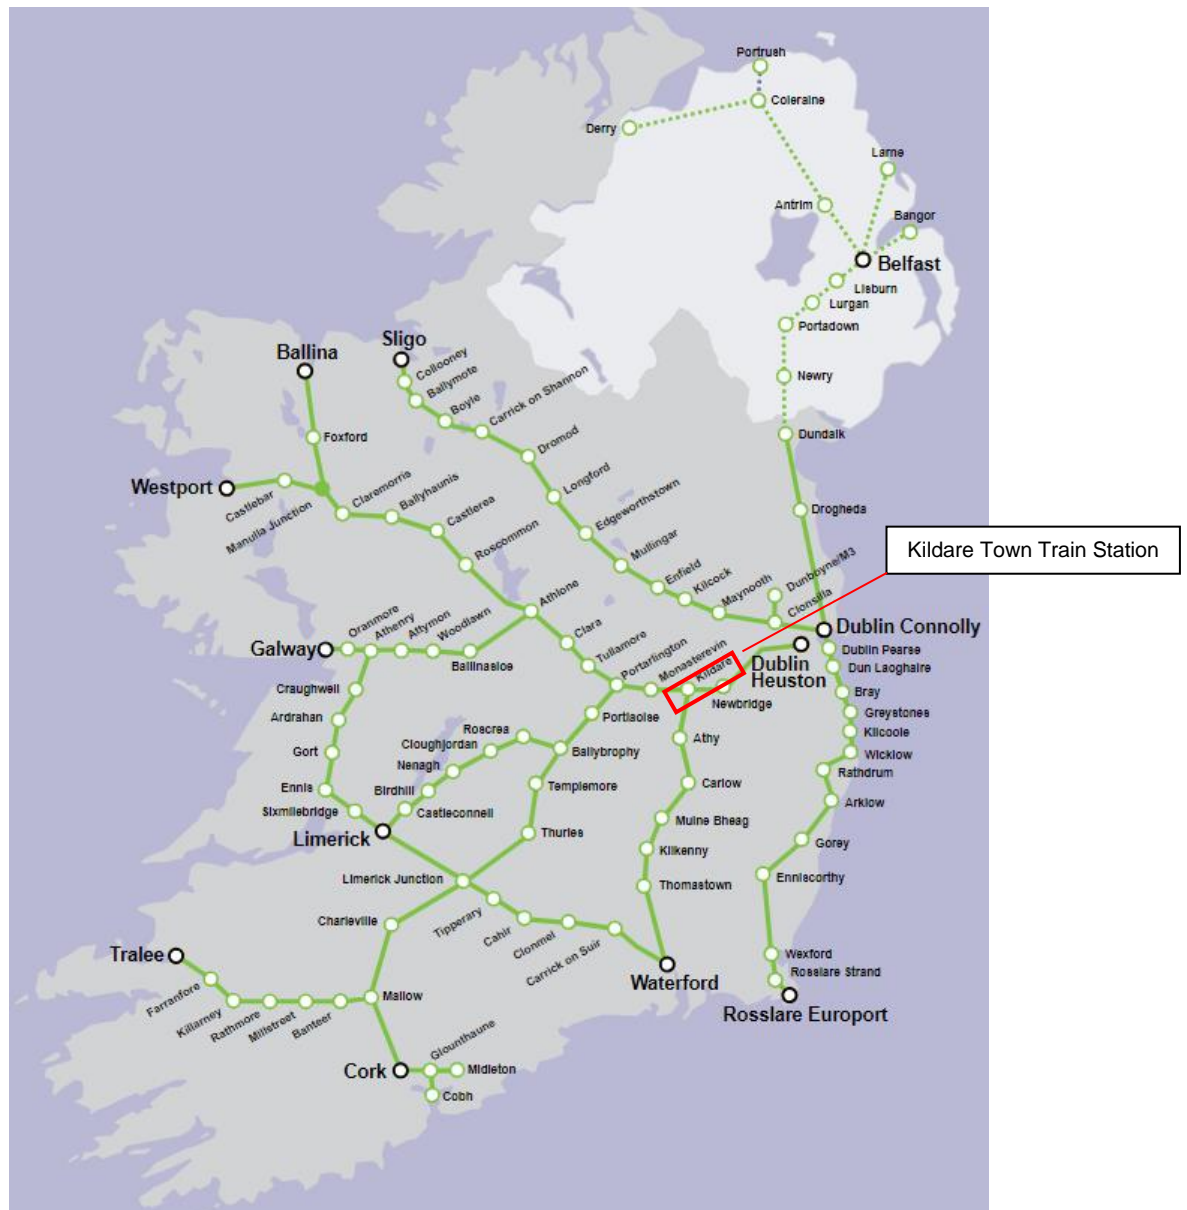 Portrush
Coleraine
Derry
Larne
Antrim
Bangor
Belfast
Lisburn
Lurgan
Portadown
Newry
Dundalk
Drogheda
Sligo
Collooney
Ballymote
Boyle
Carrick on Shannon
Dromod
Longford
Edgeworthstown
Mullingar
Enfield
Kilcock
Maynooth
Dunboyne/M3
Clonsilla
Ballina
Foxford
Westport
Castlebar
Manulla Junction
Claremorris
Ballyhaunis
Castlerea
Roscommon
Athlone
Kildare Town Train Station
Dublin Connolly
Dublin Pearse
Dun Laoghaire
Bray
Greystones
Kilcoole
Wicklow
Rathdrum
Arklow
Gorey
Enniscorthy
Wexford
Rosslare Strand
Rosslare Europort
Dublin
Heuston
Newbridge
Kildare
Monasterevin
Portarlington
Tullamore
Clara
Galway
Oranmore
Athenry
Attymon
Woodlawn
Ballinasloe
Craughwell
Ardrahan
Gort
Ennis
Sixmilebridge
Limerick
Castleconnell
Birdhill
Nenagh
Cloughjordan
Roscrea
Ballybrophy
Portlaoise
Templemore
Thurles
Limerick Junction
Athy
Carlow
Muine Bheag
Kilkenny
Thomastown
Waterford
Tipperary
Cahir
Clonmel
Carrick on Suir
Charleville
Mallow
Tralee
Farranfore
Killarney
Rathmore
Millstreet
Banteer
Cork
Glounthaune
Midleton
Cobh